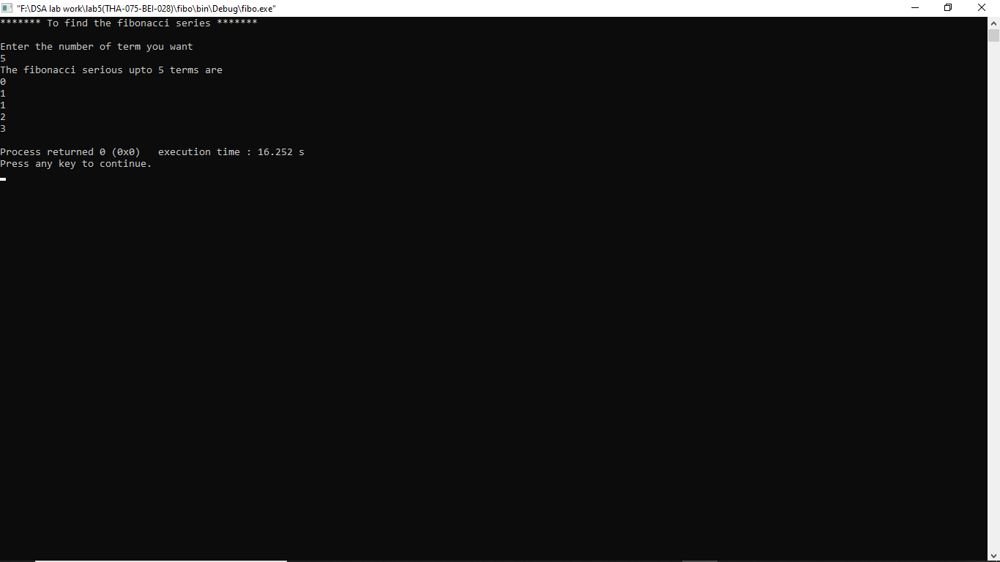 "F:\DSA lab work\lab5(THA-075-BEI-028)\fibo\bin\Debug\fibo.exe"
******* To find the fibonacci series *******
Enter the number of term you want
5
The fibonacci serious upto 5 terms are
0
1
1
2
3
Process returned 0 (0x0)   execution time : 16.252 s
Press any key to continue.